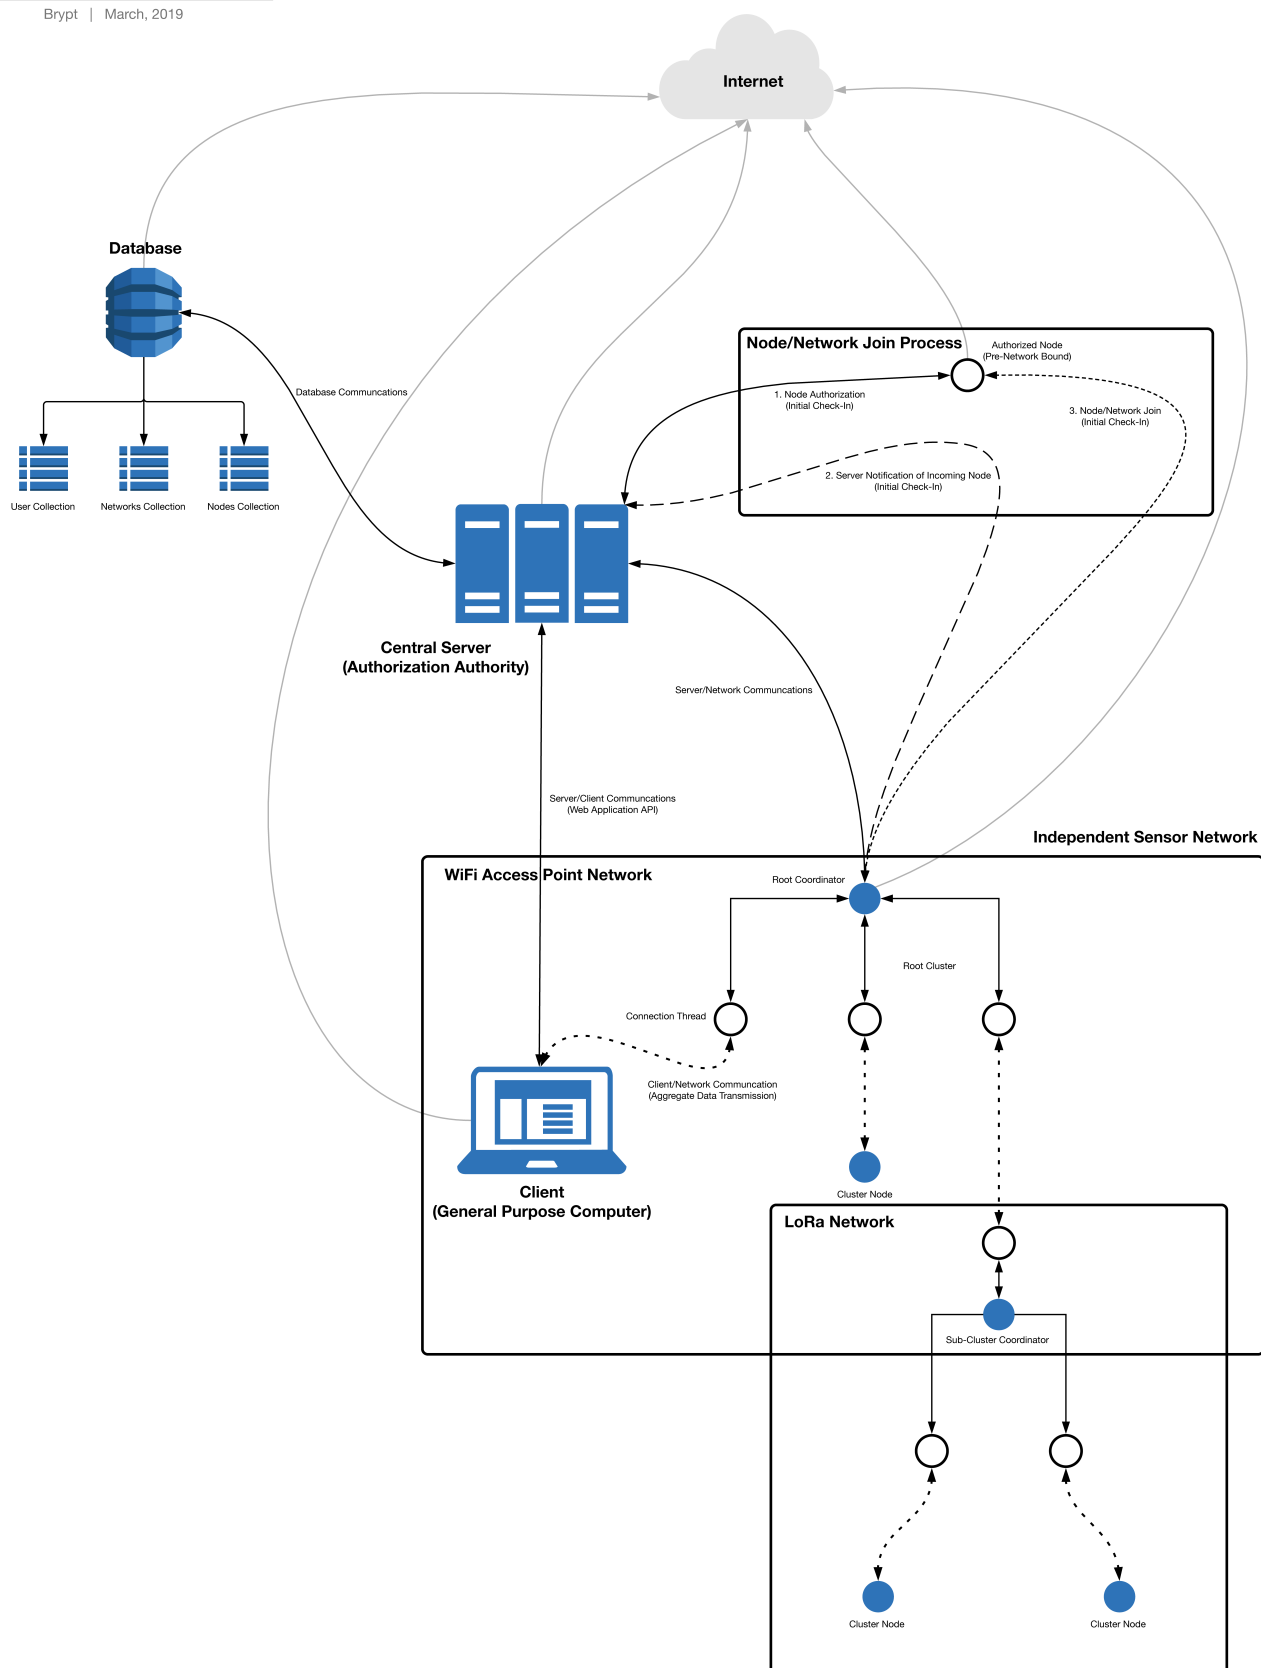 Brypt | March, 2019
Internet
Database
Node/Network Join Process
Authorized Node
(Pre-Network Bound)
Database Communcations
1. Node Authorization
(Initial Check-In)
3. Node/Network Join
(Initial Check-In)
2. Server Notification of Incoming Node
(Initial Check-In)
User Collection
Networks Collection
Nodes Collection
Central Server
(Authorization Authority)
Server/Network Communcations
Server/Client Communcations
(Web Application API)
Independent Sensor Network
WiFi Access Point Network
Root Coordinator
Root Cluster
Connection Thread
Client/Network Communcation
(Aggregate Data Transmission)
Client
(General Purpose Computer)
Cluster Node
LoRa Network
Sub-Cluster Coordinator
Cluster Node
Cluster Node